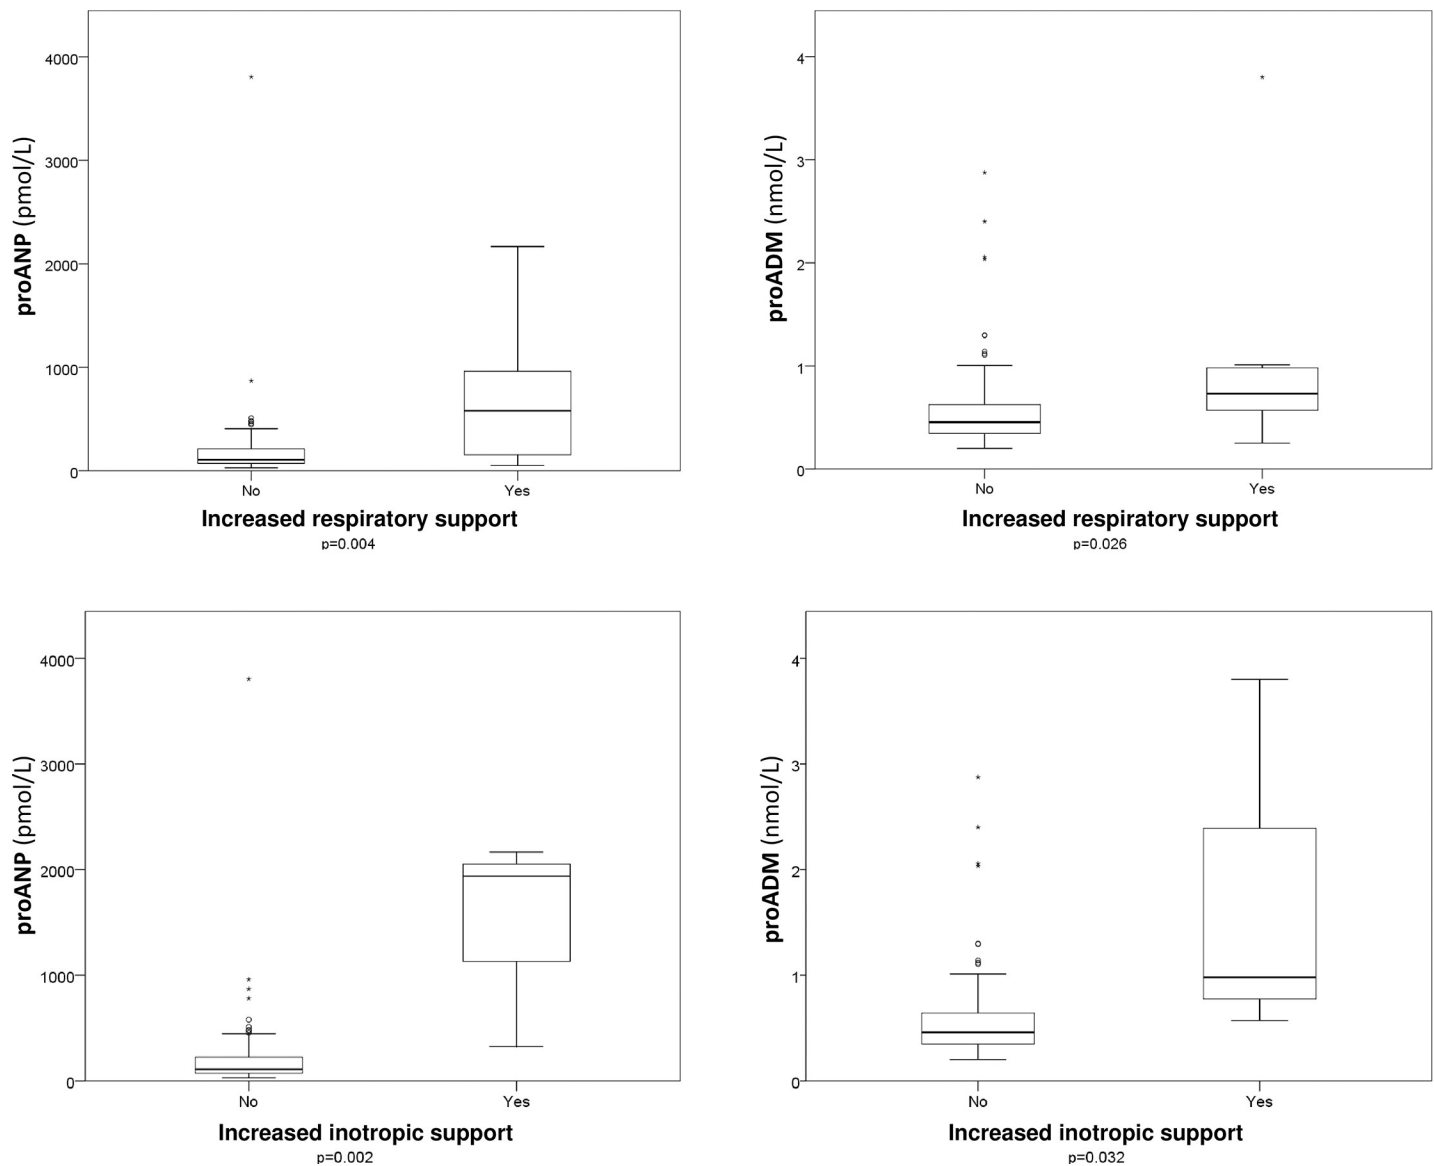 4000
3000
2000
1000
0
proANP (pmol/L)
No
Yes
Increased respiratory support
p=0.004
4
3
2
1
0
proADM (nmol/L)
No
Yes
Increased respiratory support
p=0.026
4000
3000
2000
1000
0
proANP (pmol/L)
No
Yes
Increased inotropic support
p=0.002
4
3
2
1
0
proADM (nmol/L)
No
Yes
Increased inotropic support
p=0.032